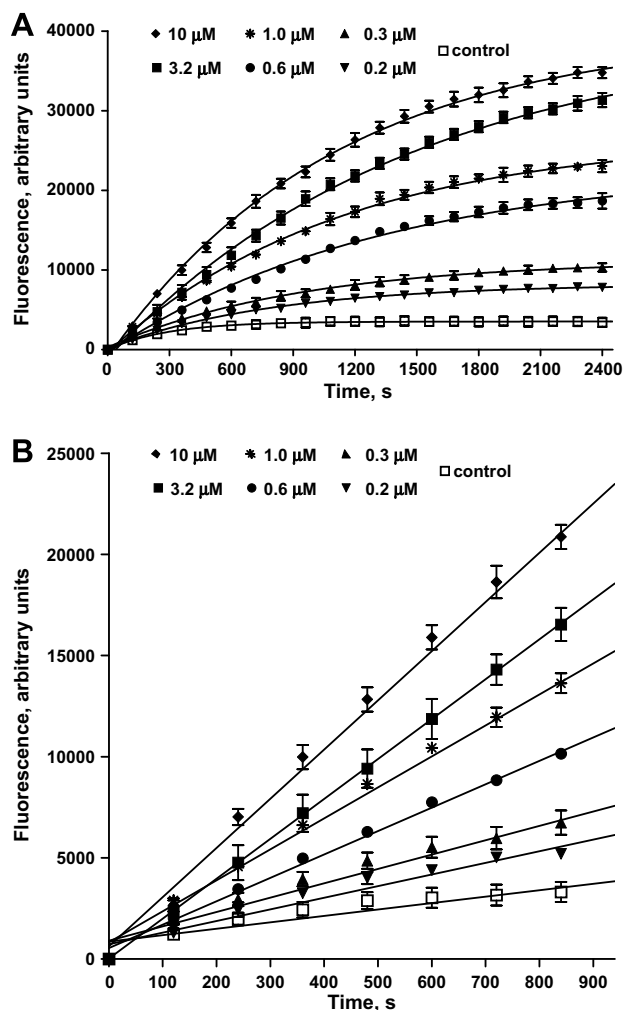 A
10 µM 1.0 µM 0.3 µM control
3.2 µM 0.6 µM 0.2 µM
Fluorescence, arbitrary units
40000
30000
20000
10000
0
0 300 600 900 1200 1500 1800 2100 2400
Time, s
B
10 µM 1.0 µM 0.3 µM control
3.2 µM 0.6 µM 0.2 µM
Fluorescence, arbitrary units
25000
20000
15000
10000
5000
0
0 100 200 300 400 500 600 700 800 900
Time, s